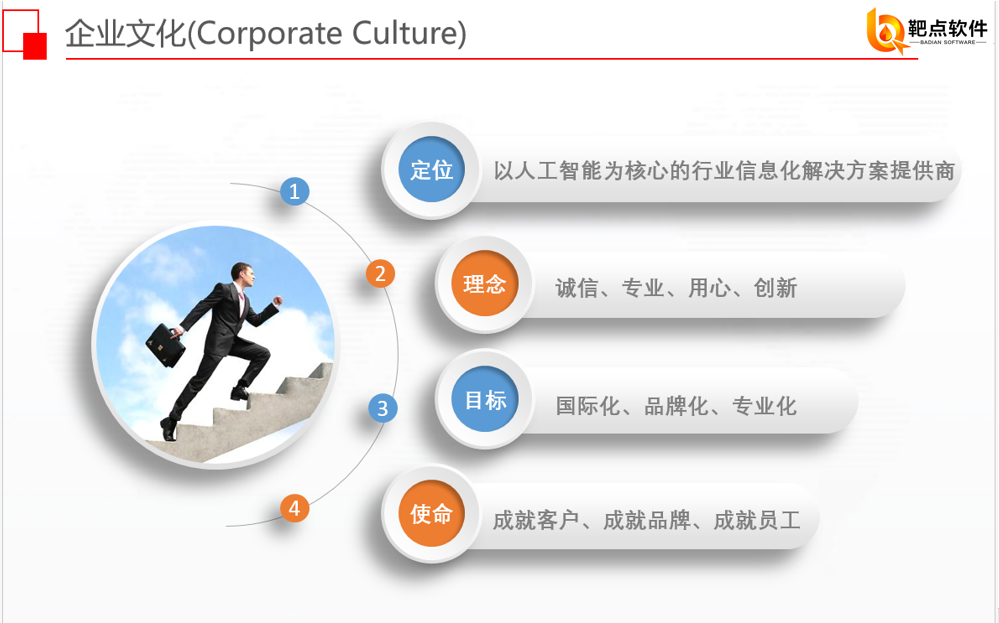 企业文化(Corporate Culture)
靶点软件
BADIAN SOFTWARE
1
定位
以人工智能为核心的行业信息化解决方案提供商
2
理念
诚信、专业、用心、创新
3
目标
国际化、品牌化、专业化
4
使命
成就客户、成就品牌、成就员工